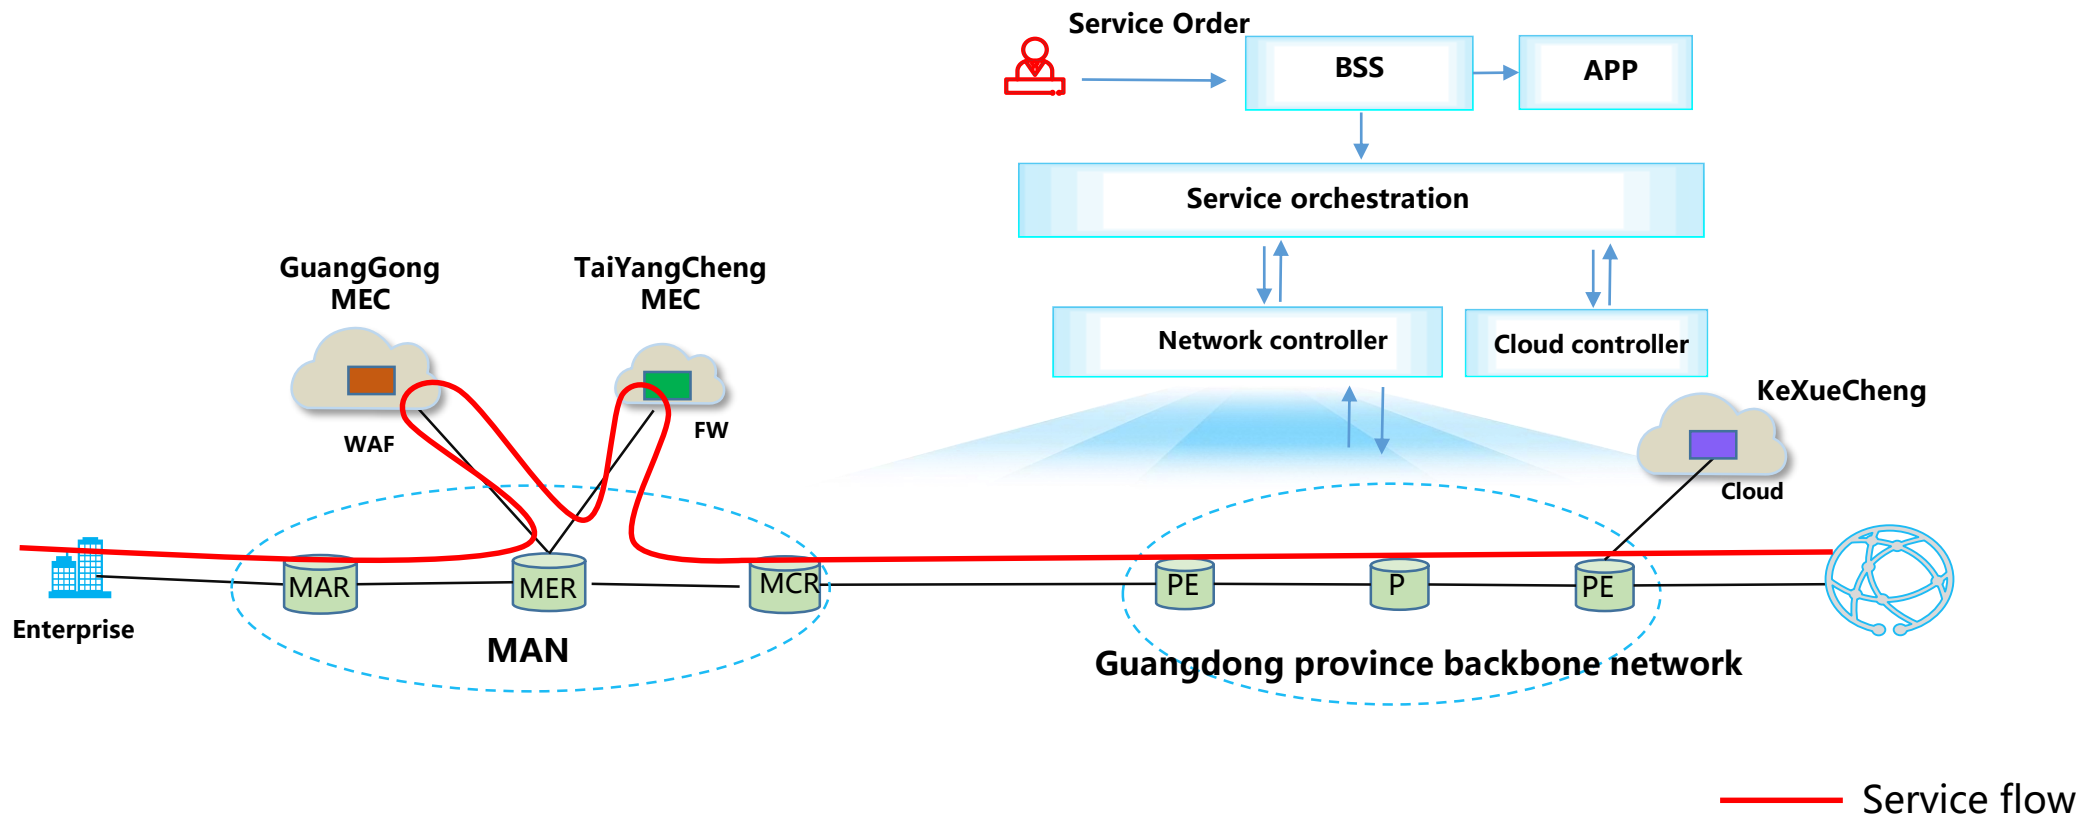 Service Order
BSS
APP
Service orchestration
GuangGong
MEC
TaiYangCheng
MEC
Network controller
Cloud controller
KeXueCheng
WAF
FW
Cloud
MAR
MER
MCR
PE
P
PE
Enterprise
MAN
Guangdong province backbone network
Service flow